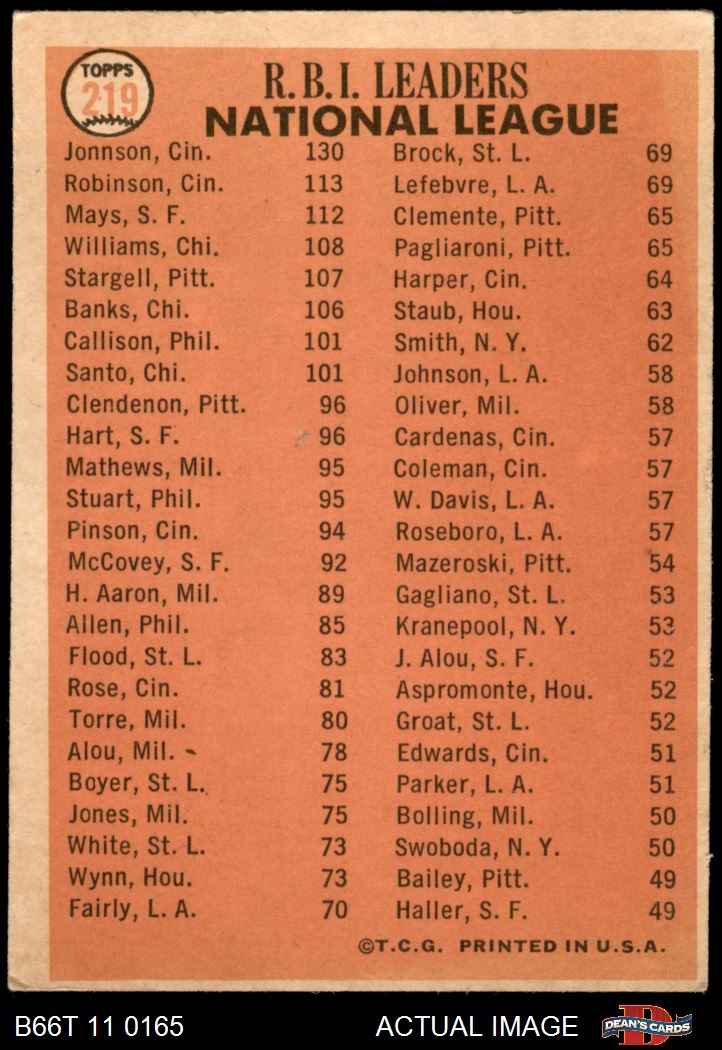 TOPPS
219
R.B.I. LEADERS
NATIONAL LEAGUE
Jonnson, Cin. 130
Robinson, Cin. 113
Mays, S. F. 112
Williams, Chi. 108
Stargell, Pitt. 107
Banks, Chi. 106
Callison, Phil. 101
Santo, Chi. 101
Clendenon, Pitt. 96
Hart, S. F. 96
Mathews, Mil. 95
Stuart, Phil. 95
Pinson, Cin. 94
McCovey, S. F. 92
H. Aaron, Mil. 89
Allen, Phil. 85
Flood, St. L. 83
Rose, Cin. 81
Torre, Mil. 80
Alou, Mil. 78
Boyer, St. L. 75
Jones, Mil. 75
White, St. L. 73
Wynn, Hou. 73
Fairly, L. A. 70
Brock, St. L. 69
Lefebvre, L. A. 69
Clemente, Pitt. 65
Pagliaroni, Pitt. 65
Harper, Cin. 64
Staub, Hou. 63
Smith, N. Y. 62
Johnson, L. A. 58
Oliver, Mil. 58
Cardenas, Cin. 57
Coleman, Cin. 57
W. Davis, L. A. 57
Roseboro, L. A. 57
Mazeroski, Pitt. 54
Gagliano, St. L. 53
Kranepool, N. Y. 53
J. Alou, S. F. 52
Aspromonte, Hou. 52
Groat, St. L. 52
Edwards, Cin. 51
Parker, L. A. 51
Bolling, Mil. 50
Swoboda, N. Y. 50
Bailey, Pitt. 49
Haller, S. F. 49
©T.C.G. PRINTED IN U.S.A.
B66T 11 0165 ACTUAL IMAGE
D
DEAN'S CARDS